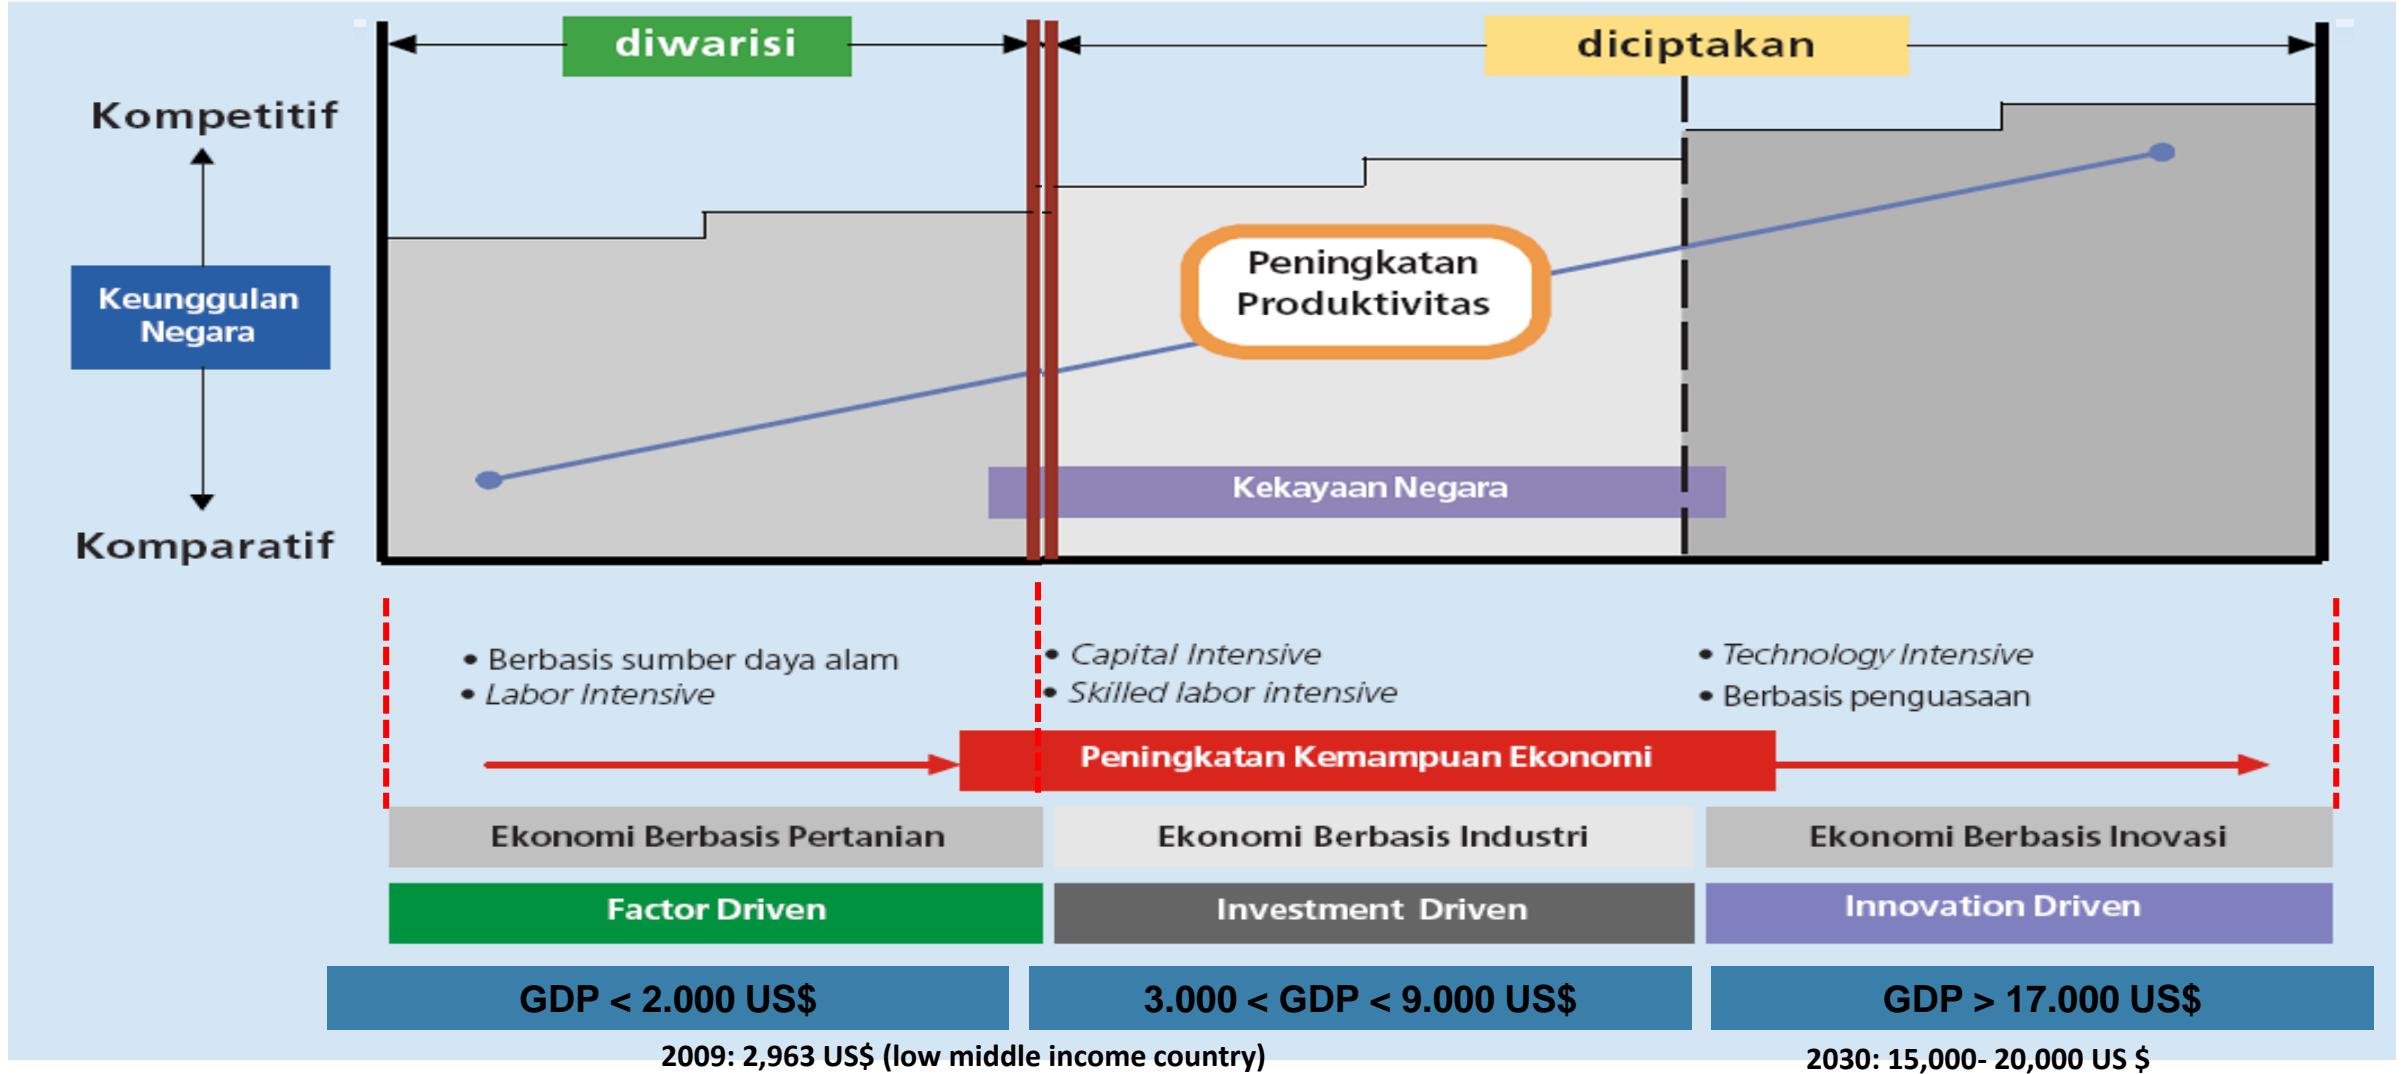 diwarisi
diciptakan
Kompetitif
Keunggulan
Negara
Komparatif
Peningkatan
Produktivitas
Kekayaan Negara
• Berbasis sumber daya alam
• Labor Intensive
• Capital Intensive
• Skilled labor intensive
• Technology Intensive
• Berbasis penguasaan
Peningkatan Kemampuan Ekonomi
Ekonomi Berbasis Pertanian
Ekonomi Berbasis Industri
Ekonomi Berbasis Inovasi
Factor Driven
Investment Driven
Innovation Driven
GDP < 2.000 US$
3.000 < GDP < 9.000 US$
GDP > 17.000 US$
2009: 2,963 US$ (low middle income country)
2030: 15,000- 20,000 US $